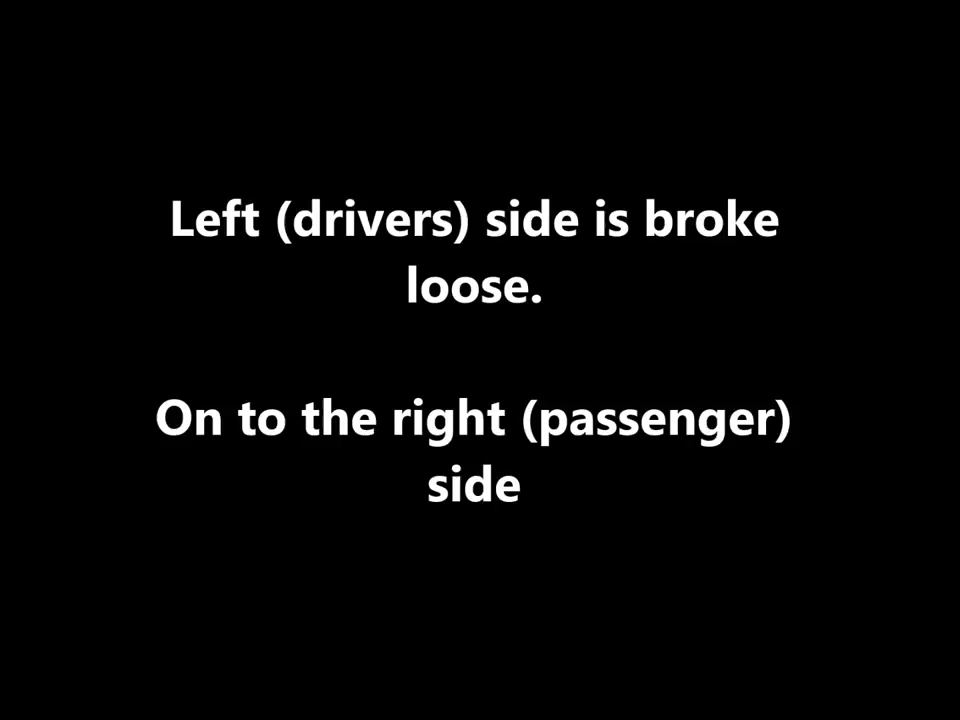 Left (drivers) side is broke
loose.
On to the right (passenger)
side